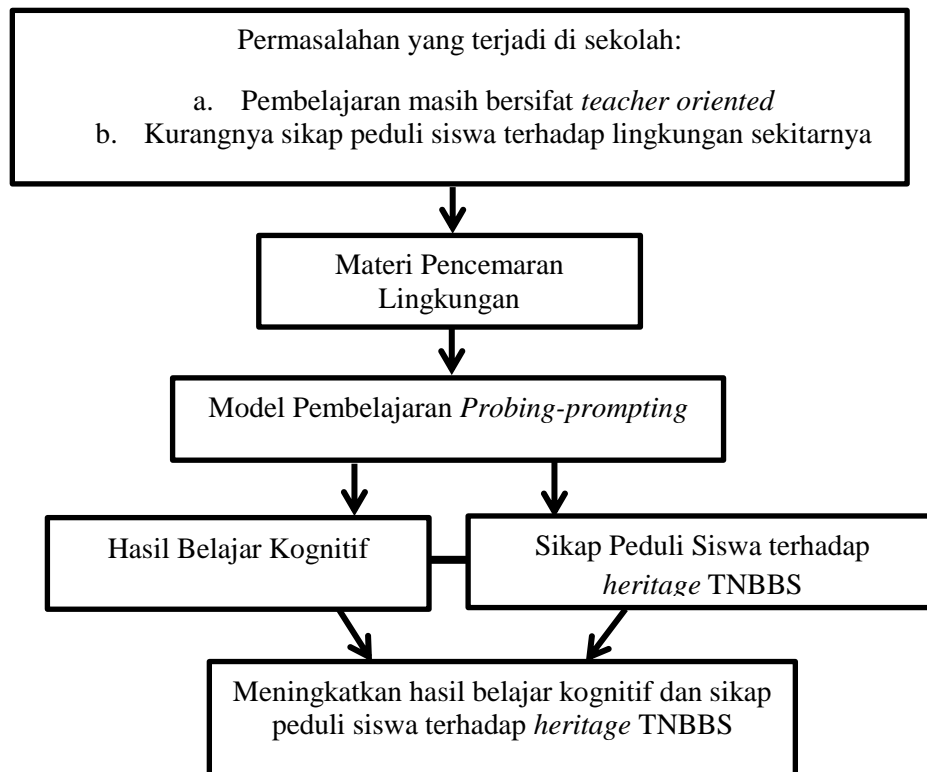 Permasalahan yang terjadi di sekolah:
a. Pembelajaran masih bersifat teacher oriented
b. Kurangnya sikap peduli siswa terhadap lingkungan sekitarnya
Materi Pencemaran
Lingkungan
Model Pembelajaran Probing-prompting
Hasil Belajar Kognitif
Sikap Peduli Siswa terhadap
heritage TNBBS
Meningkatkan hasil belajar kognitif dan sikap
peduli siswa terhadap heritage TNBBS